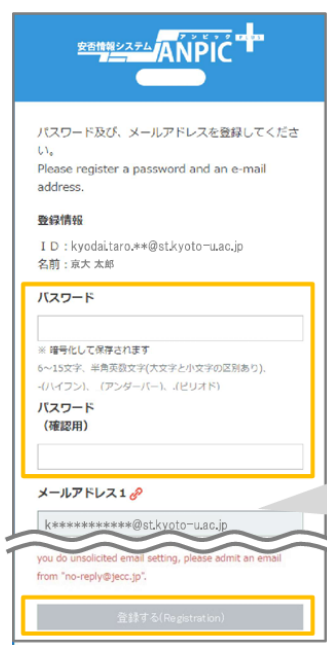 安否情報システム アンピック プラス
ANPIC+
パスワード及び、メールアドレスを登録してくださ
い。
Please register a password and an e-mail
address.
登録情報
ＩＤ：kyodai.taro.**@st.kyoto-u.ac.jp
名前：京大 太郎
パスワード
※ 暗号化して保存されます
6～15文字、半角英数文字(大文字と小文字の区別あり)、
-(ハイフン)、_(アンダーバー)、.(ピリオド)
パスワード
（確認用）
メールアドレス１
k***********@st.kyoto-u.ac.jp
you do unsolicited email setting, please admit an email
from "no-reply@jecc.jp".
登録する(Registration)